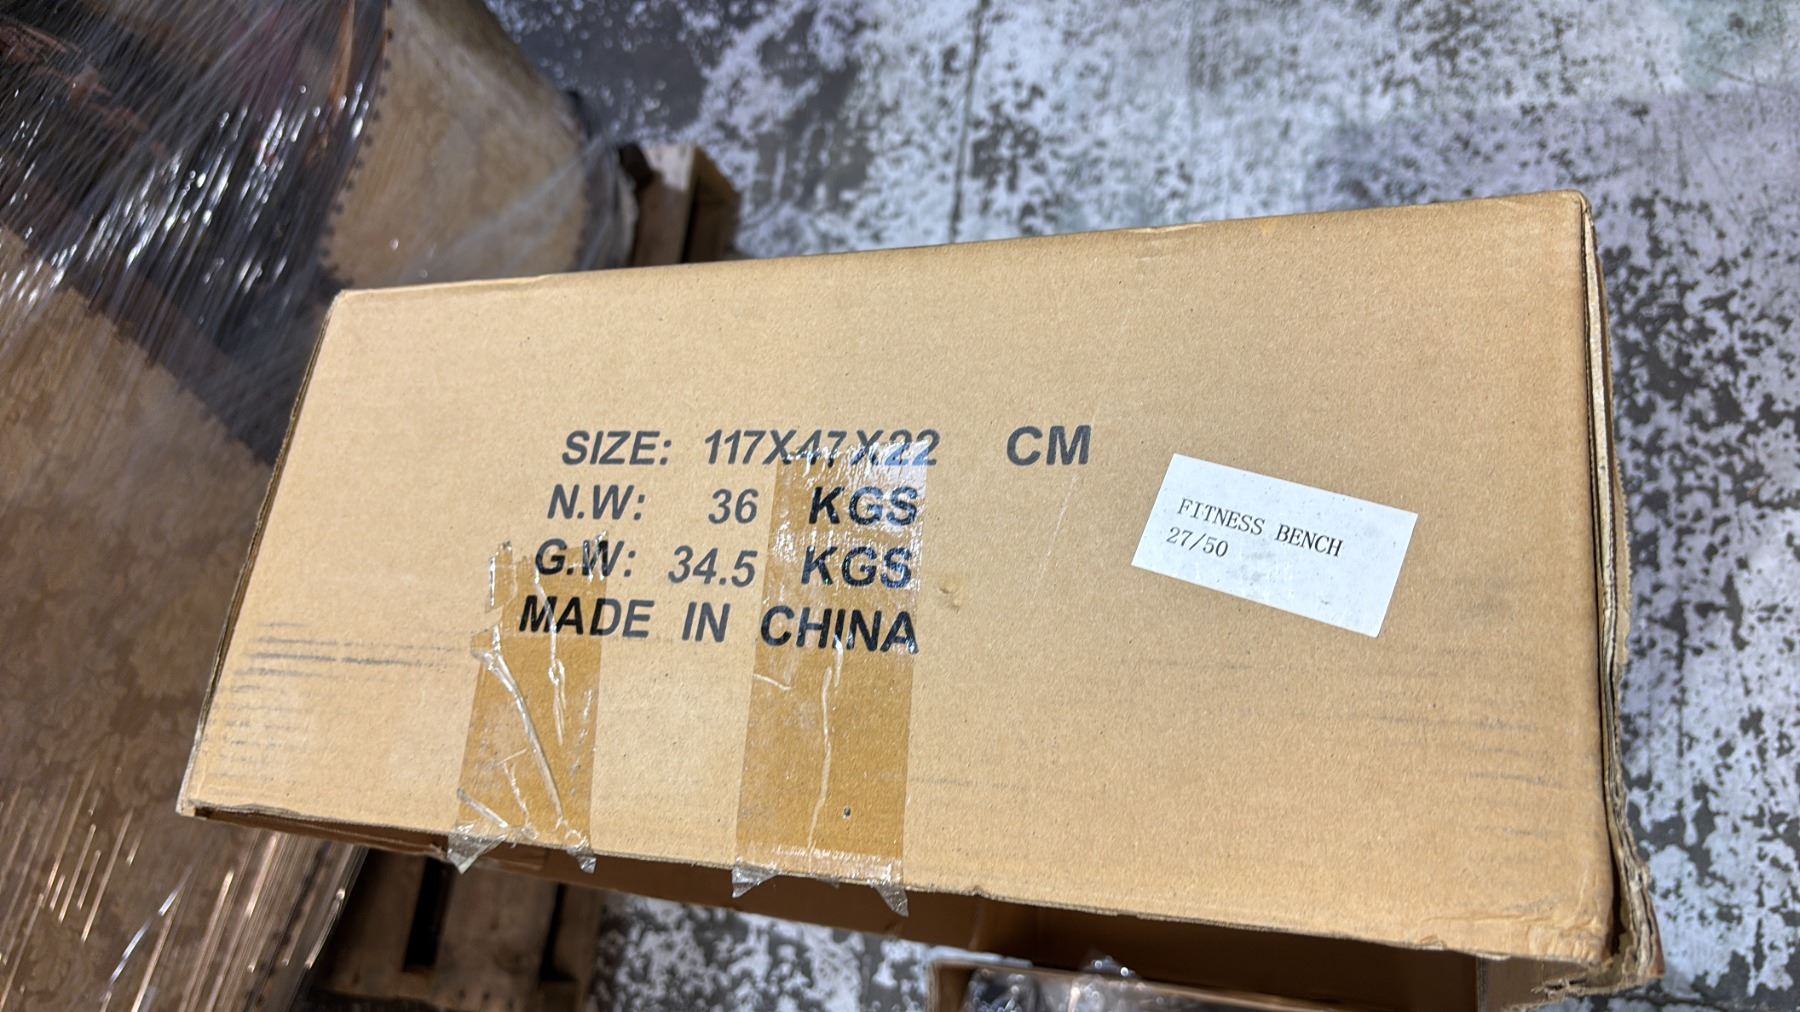 SIZE: 117X47X22 CM
N.W: 36 KGS
G.W: 34.5 KGS
MADE IN CHINA
FITNESS BENCH
27/50